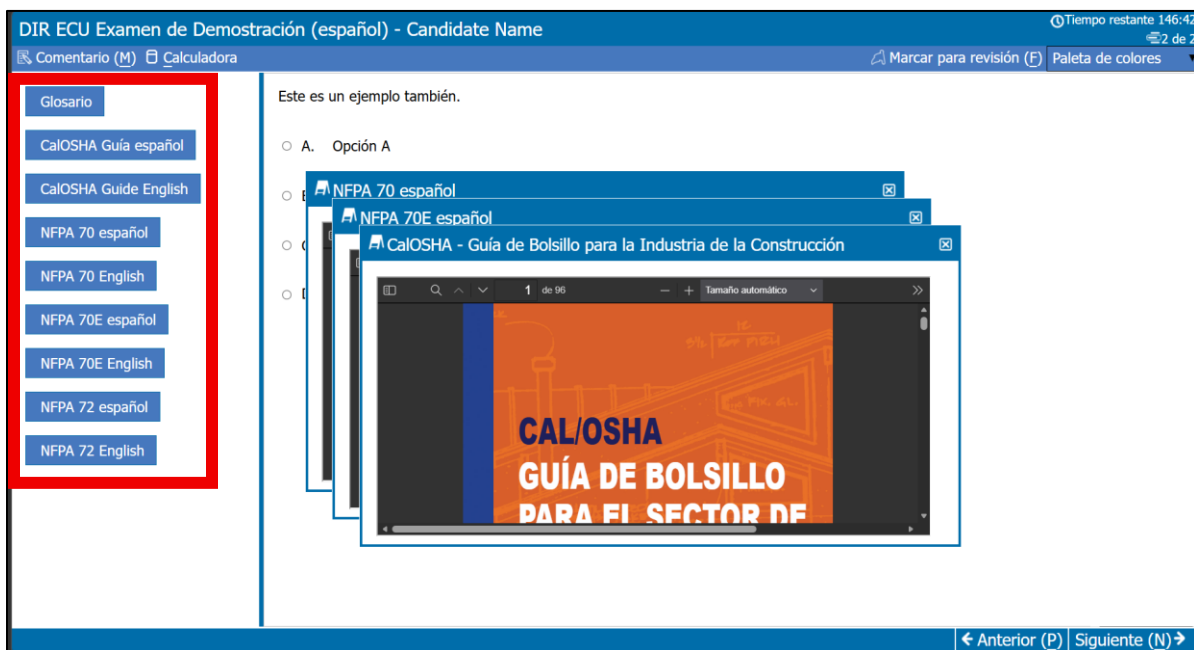 DIR ECU Examen de Demostración (español) - Candidate Name
Tiempo restante 146:42
2 de 2
Comentario (M) Calculadora
Marcar para revisión (F) Paleta de colores
Glosario
CalOSHA Guía español
CalOSHA Guide English
NFPA 70 español
NFPA 70 English
NFPA 70E español
NFPA 70E English
NFPA 72 español
NFPA 72 English
Este es un ejemplo también.
A. Opción A
NFPA 70 español
NFPA 70E español
CalOSHA - Guía de Bolsillo para la Industria de la Construcción
1 de 96
Tamaño automático
CAL/OSHA
GUÍA DE BOLSILLO
PARA EL SECTOR DE
Anterior (P) Siguiente (N)